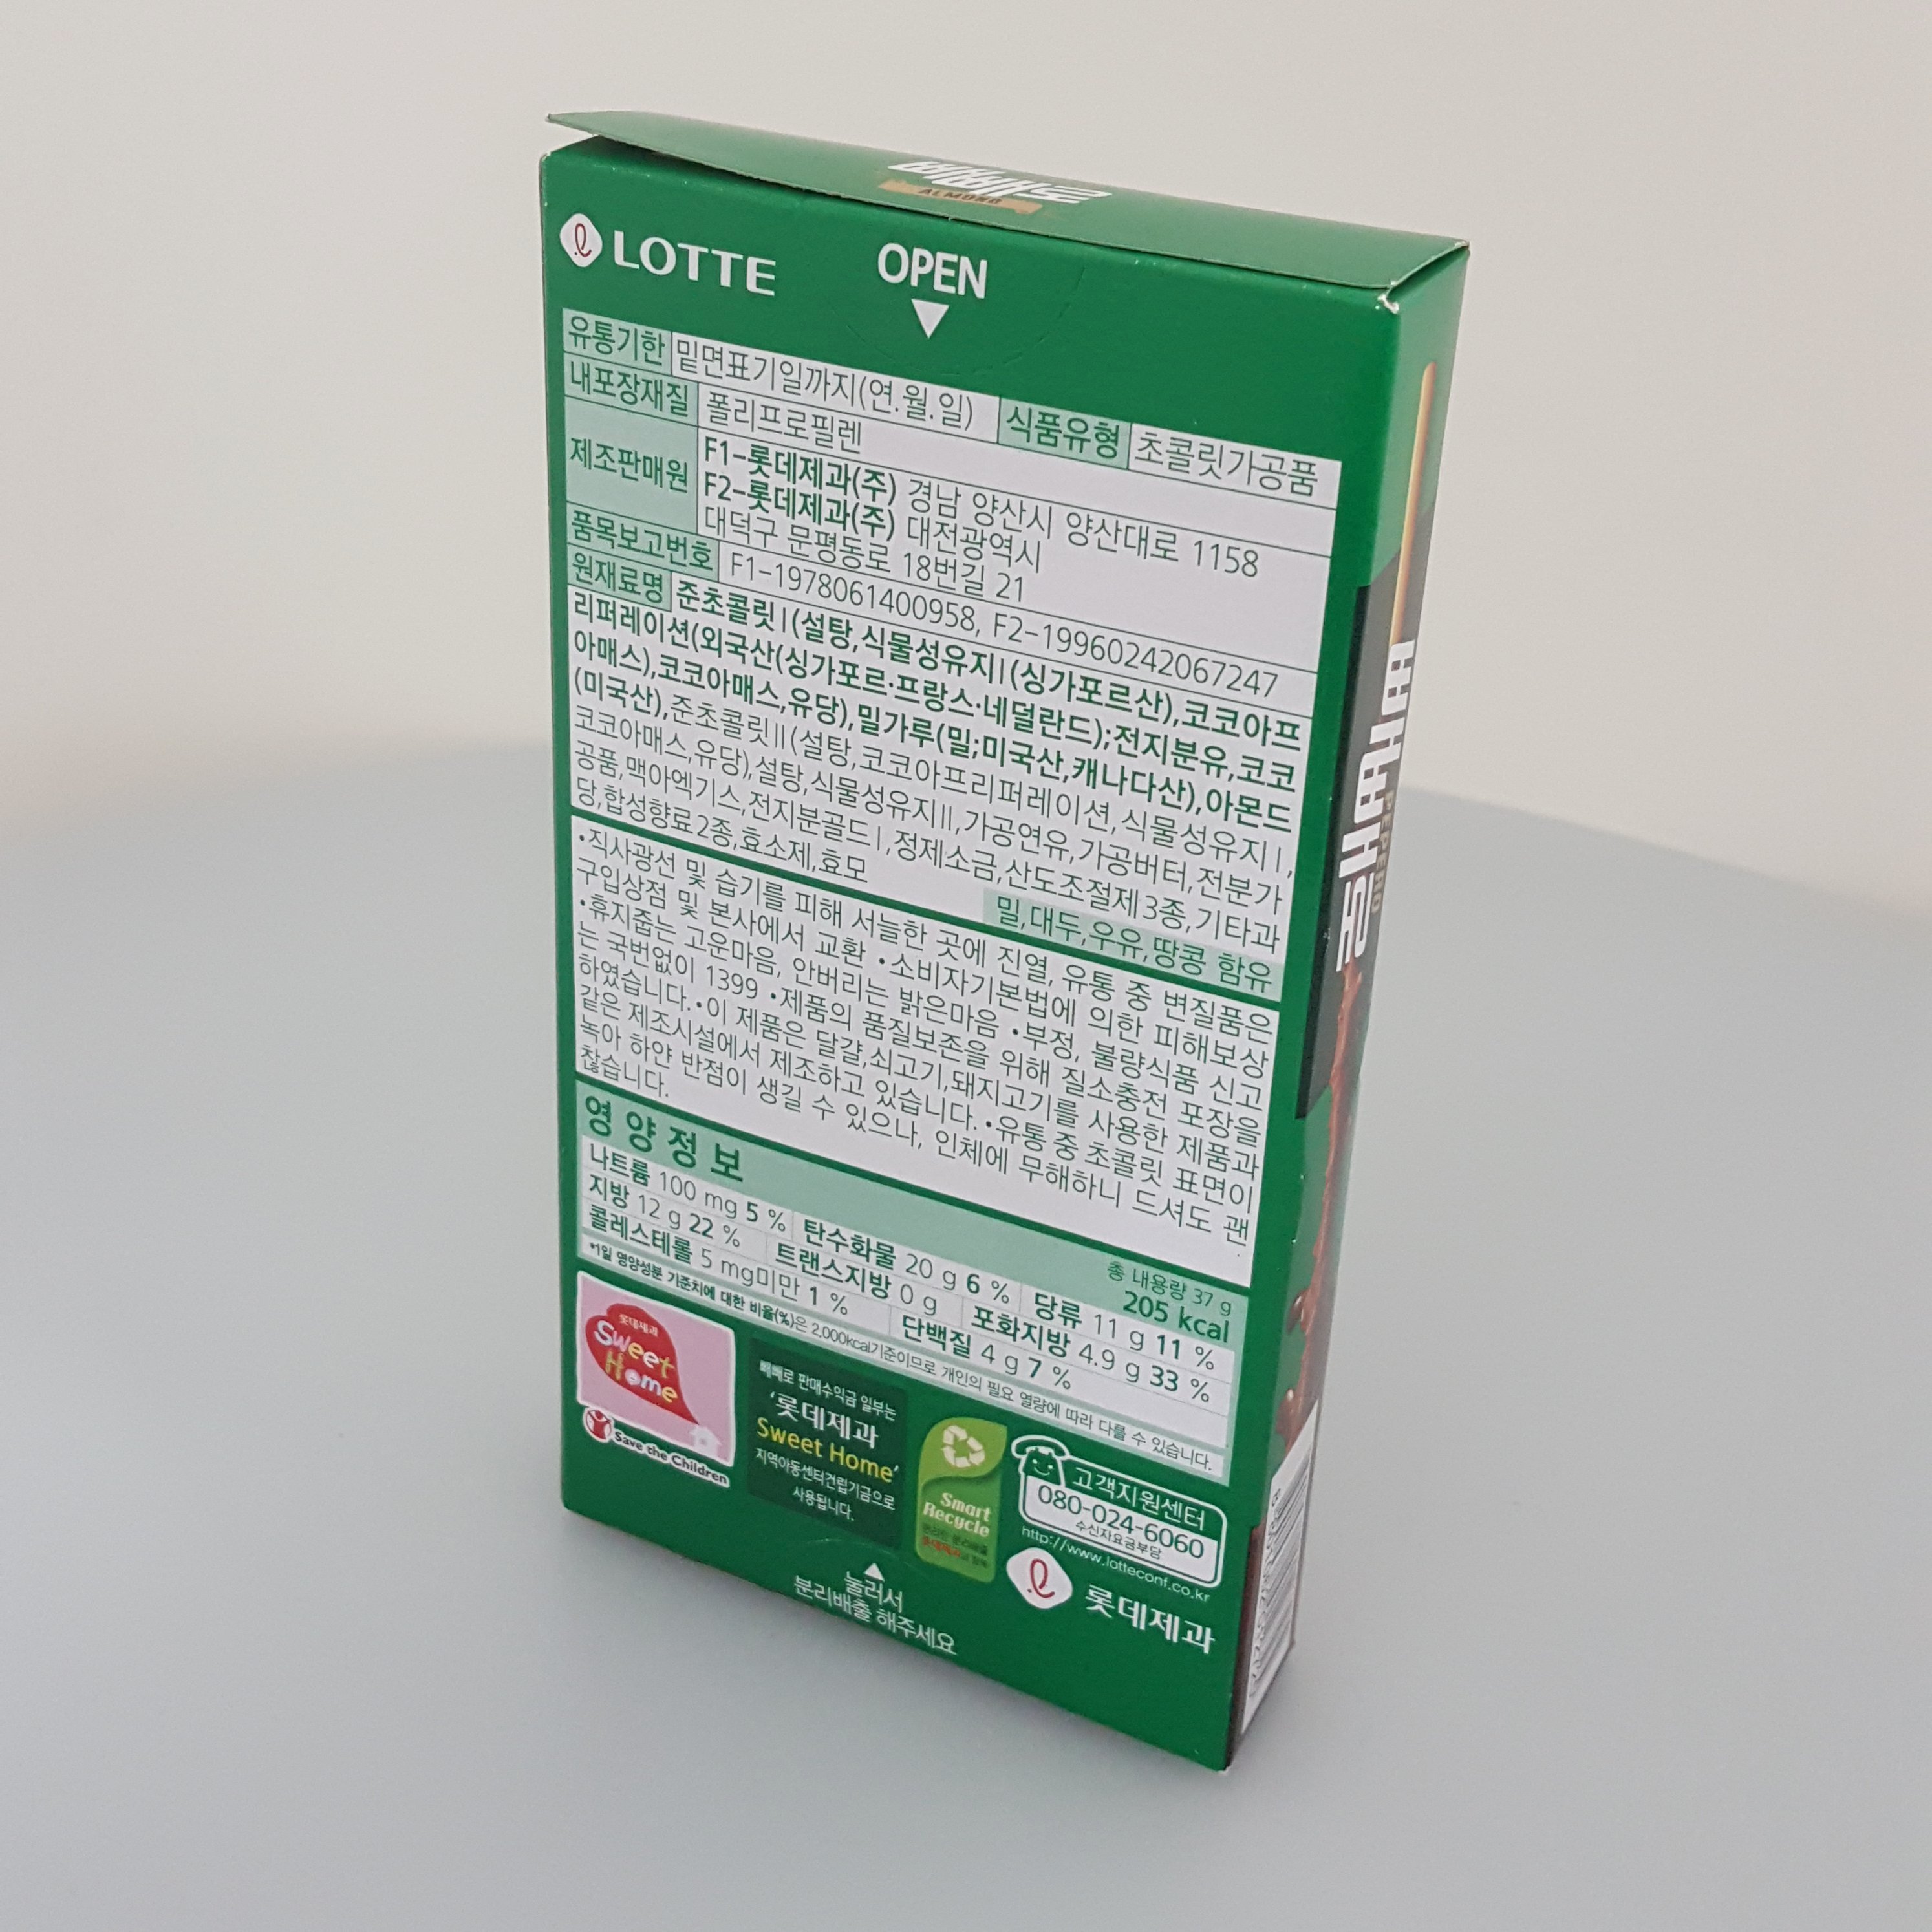 빼빼로
ALMOND
LOTTE
OPEN
유통기한 밑면표기일까지(연.월.일) 식품유형 초콜릿가공품
내포장재질 폴리프로필렌
제조판매원 F1-롯데제과(주) 경남 양산시 양산대로 1158
F2-롯데제과(주) 대전광역시
대덕구 문평동로 18번길 21
품목보고번호 F1-1978061400958, F2-19960242067247
원재료명 준초콜릿Ⅰ(설탕,식물성유지Ⅰ(싱가포르산),코코아프
리퍼레이션(외국산(싱가포르·프랑스·네덜란드);전지분유,코코
아매스),코코아매스,유당),밀가루(밀;미국산,캐나다산),아몬드
(미국산),준초콜릿Ⅱ(설탕,코코아프리퍼레이션,식물성유지Ⅰ,
코코아매스,유당),설탕,식물성유지Ⅱ,가공연유,가공버터,전분가
공품,맥아엑기스,전지분골드Ⅰ,정제소금,산도조절제3종,기타과
당,합성향료2종,효소제,효모
밀,대두,우유,땅콩 함유
•직사광선 및 습기를 피해 서늘한 곳에 진열, 유통 중 변질품은
구입상점 및 본사에서 교환 •소비자기본법에 의한 피해보상
•휴지줍는 고운마음, 안버리는 밝은마음 •부정, 불량식품 신고
는 국번없이 1399 •제품의 품질보존을 위해 질소충전 포장을
하였습니다.•이 제품은 달걀,쇠고기,돼지고기를 사용한 제품과
같은 제조시설에서 제조하고 있습니다.•유통 중 초콜릿 표면이
녹아 하얀 반점이 생길 수 있으나, 인체에 무해하니 드셔도 괜
찮습니다.
영양정보
총 내용량 37 g
205 kcal
나트륨 100 mg 5 % 탄수화물 20 g 6 % 당류 11 g 11 %
지방 12 g 22 % 트랜스지방 0 g 포화지방 4.9 g 33 %
콜레스테롤 5 mg미만 1 % 단백질 4 g 7 %
*1일 영양성분 기준치에 대한 비율(%)은 2,000kcal기준이므로 개인의 필요 열량에 따라 다를 수 있습니다.
롯데제과
Sweet
Home
Save the Children
빼빼로 판매수익금 일부는
'롯데제과
Sweet Home'
지역아동센터건립기금으로
사용됩니다.
Smart
Recycle
고객지원센터
080-024-6060
수신자요금부담
http://www.lotteconf.co.kr
롯데제과
눌러서
분리배출 해주세요
빼빼로
PEPERO